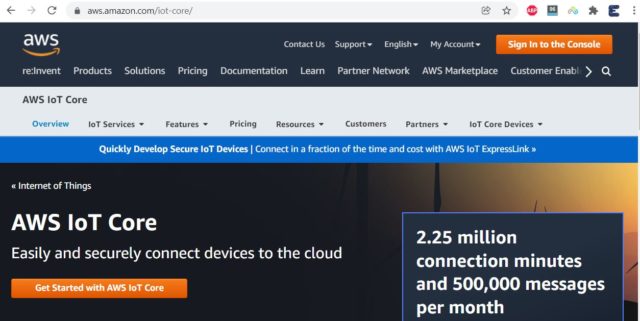 aws.amazon.com/iot-core/
ABP
aws
Contact Us Support English My Account Sign In to the Console
re:Invent Products Solutions Pricing Documentation Learn Partner Network AWS Marketplace Customer Enabl
AWS IoT Core
Overview IoT Services Features Pricing Resources Customers Partners IoT Core Devices
Quickly Develop Secure IoT Devices | Connect in a fraction of the time and cost with AWS IoT ExpressLink »
« Internet of Things
AWS IoT Core
Easily and securely connect devices to the cloud
Get Started with AWS IoT Core
2.25 million
connection minutes
and 500,000 messages
per month